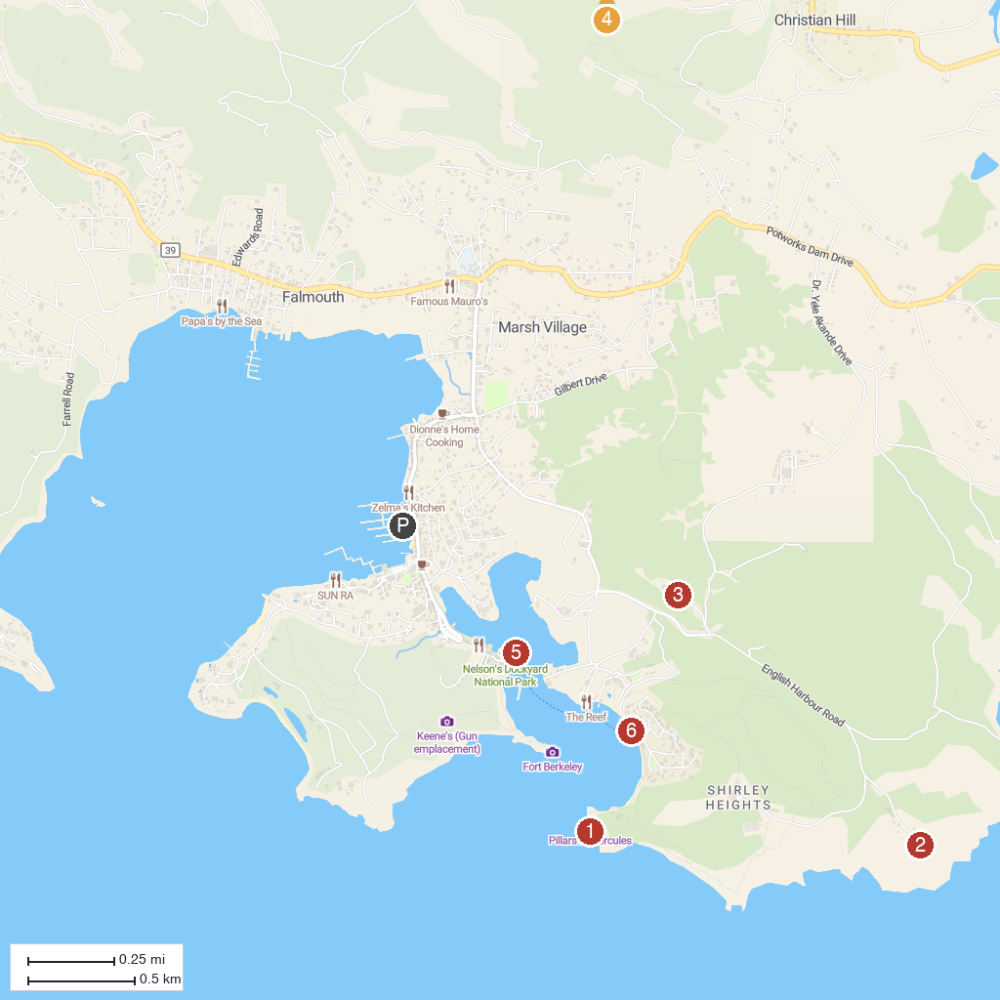 4
Christian Hill
Edwards Road
39
Potworks Dam Drive
Falmouth
Famous Mauro's
Papa's by the Sea
Marsh Village
Dr. Yele Akande Drive
Farrell Road
Gilbert Drive
Dionne's Home
Cooking
Zelma's Kitchen
P
SUN RA
3
5
Nelson's Dockyard
National Park
English Harbour Road
The Reef
6
Keene's (Gun
emplacement)
Fort Berkeley
SHIRLEY
HEIGHTS
1
Pillars
rcules
2
0.25 mi
0.5 km